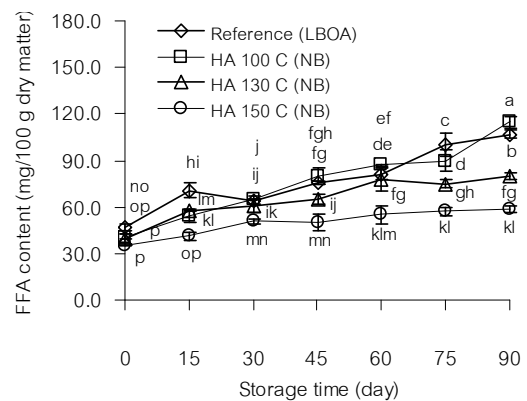 180.0
150.0
120.0
90.0
60.0
30.0
0.0
FFA content (mg/100 g dry matter)
Reference (LBOA)
HA 100 C (NB)
HA 130 C (NB)
HA 150 C (NB)
no
op
p
p
hi
lm
kl
op
j
ij
ik
mn
fgh
fg
ij
mn
ef
de
fg
klm
c
d
gh
kl
a
b
fg
kl
0 15 30 45 60 75 90
Storage time (day)